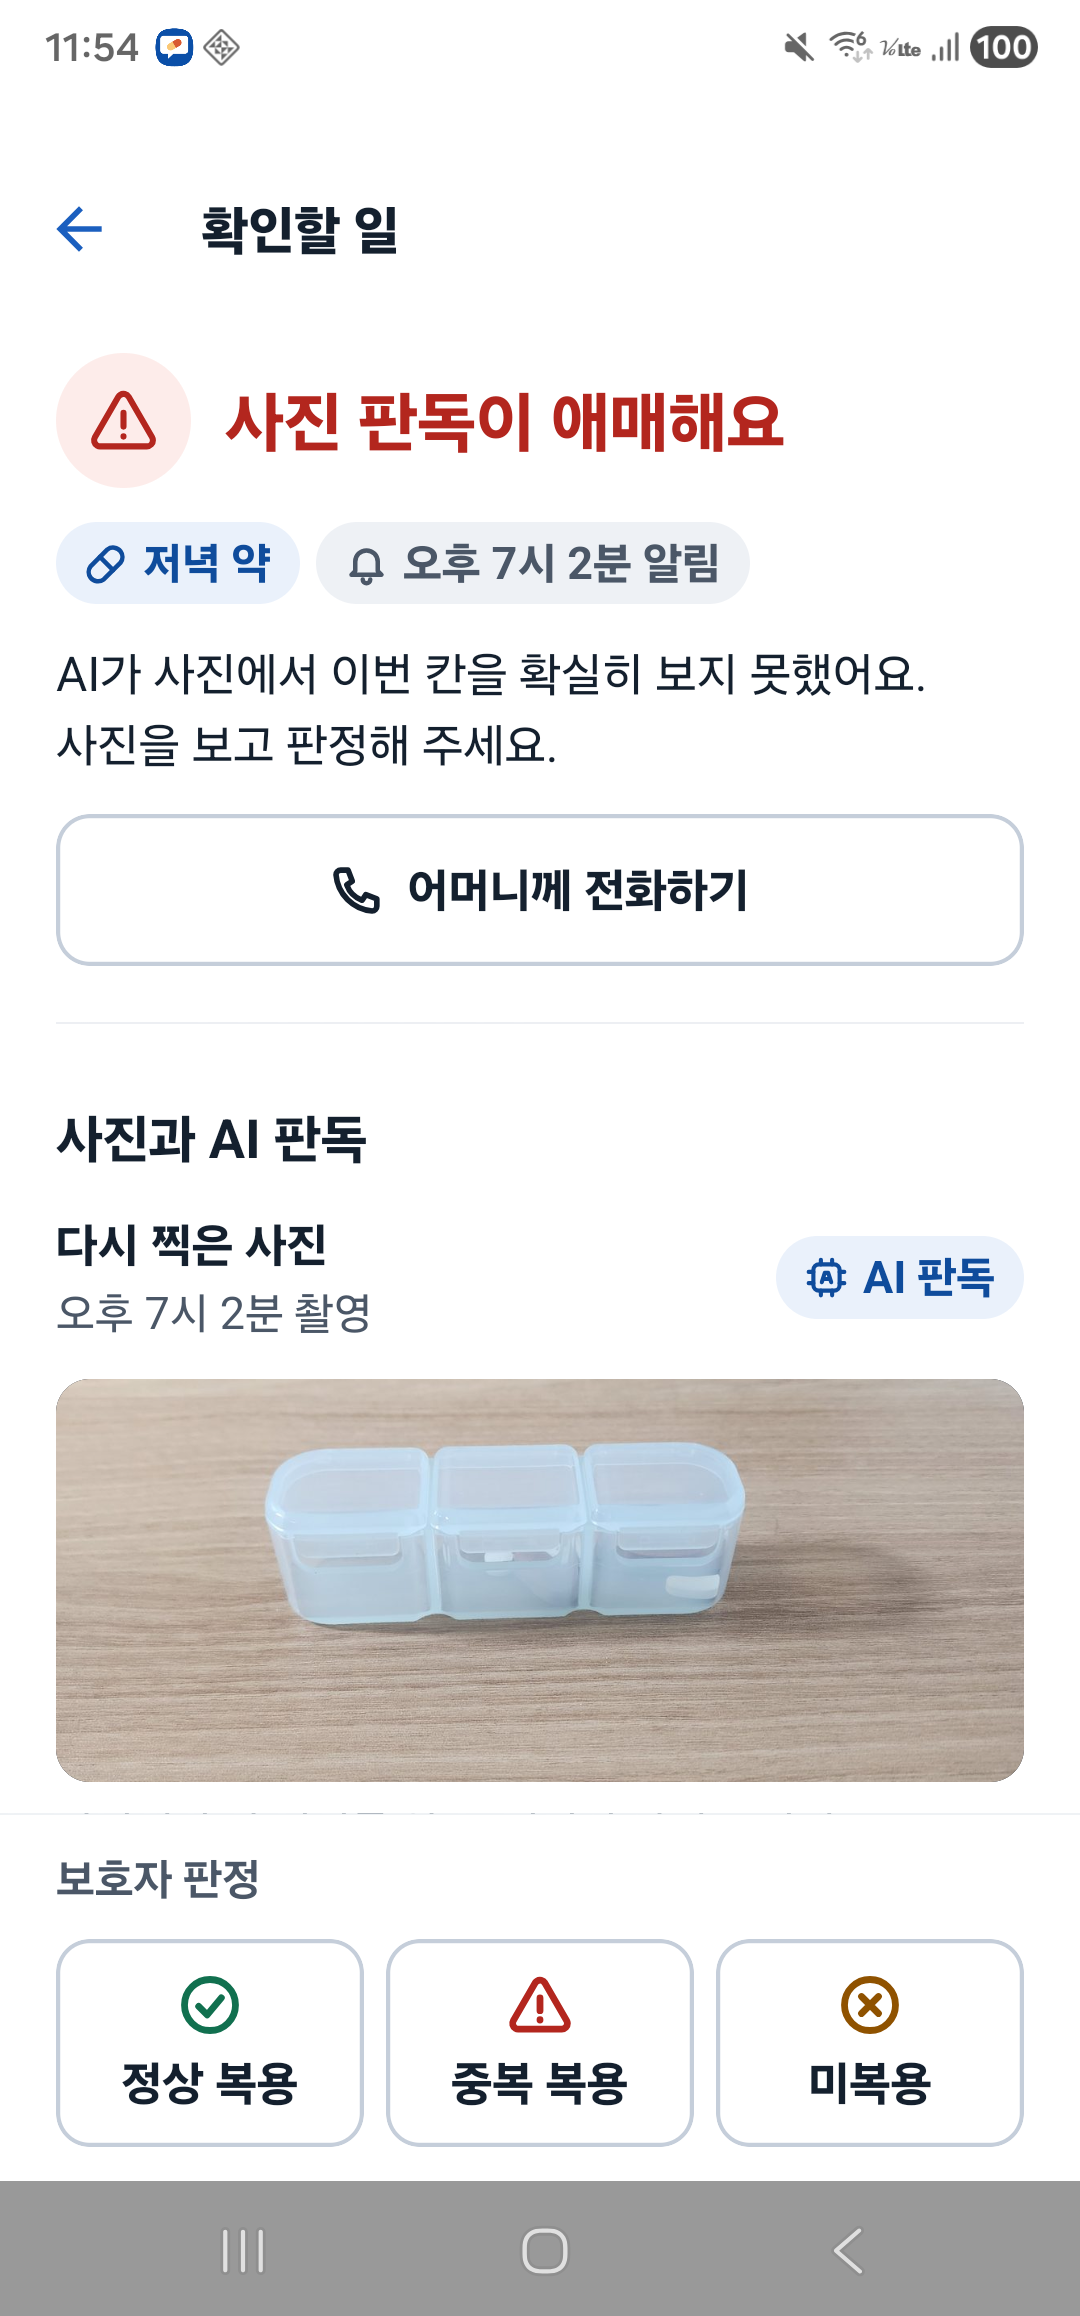 11:54
6
VoLte
100
확인할 일
사진 판독이 애매해요
저녁 약
오후 7시 2분 알림
AI가 사진에서 이번 칸을 확실히 보지 못했어요.
사진을 보고 판정해 주세요.
어머니께 전화하기
사진과 AI 판독
다시 찍은 사진
오후 7시 2분 촬영
A
AI 판독
보호자 판정
정상 복용
중복 복용
미복용